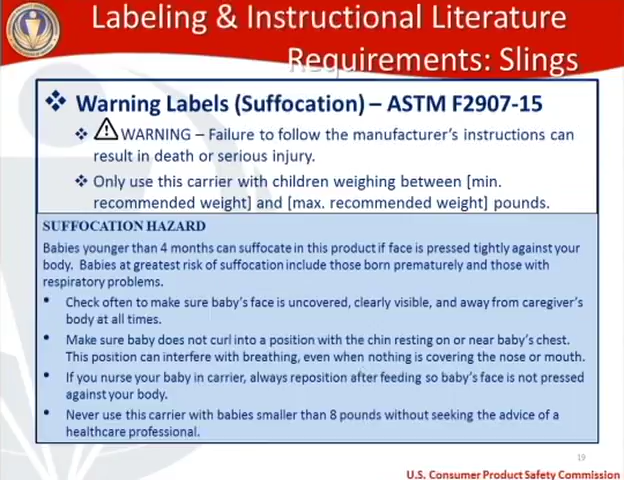 Labeling & Instructional Literature
Requirements: Slings
❖ Warning Labels (Suffocation) – ASTM F2907-15
❖ ⚠WARNING – Failure to follow the manufacturer's instructions can
result in death or serious injury.
❖ Only use this carrier with children weighing between [min.
recommended weight] and [max. recommended weight] pounds.
SUFFOCATION HAZARD
Babies younger than 4 months can suffocate in this product if face is pressed tightly against your
body. Babies at greatest risk of suffocation include those born prematurely and those with
respiratory problems.
• Check often to make sure baby's face is uncovered, clearly visible, and away from caregiver's
body at all times.
• Make sure baby does not curl into a position with the chin resting on or near baby's chest.
This position can interfere with breathing, even when nothing is covering the nose or mouth.
• If you nurse your baby in carrier, always reposition after feeding so baby's face is not pressed
against your body.
• Never use this carrier with babies smaller than 8 pounds without seeking the advice of a
healthcare professional.
19
U.S. Consumer Product Safety Commission